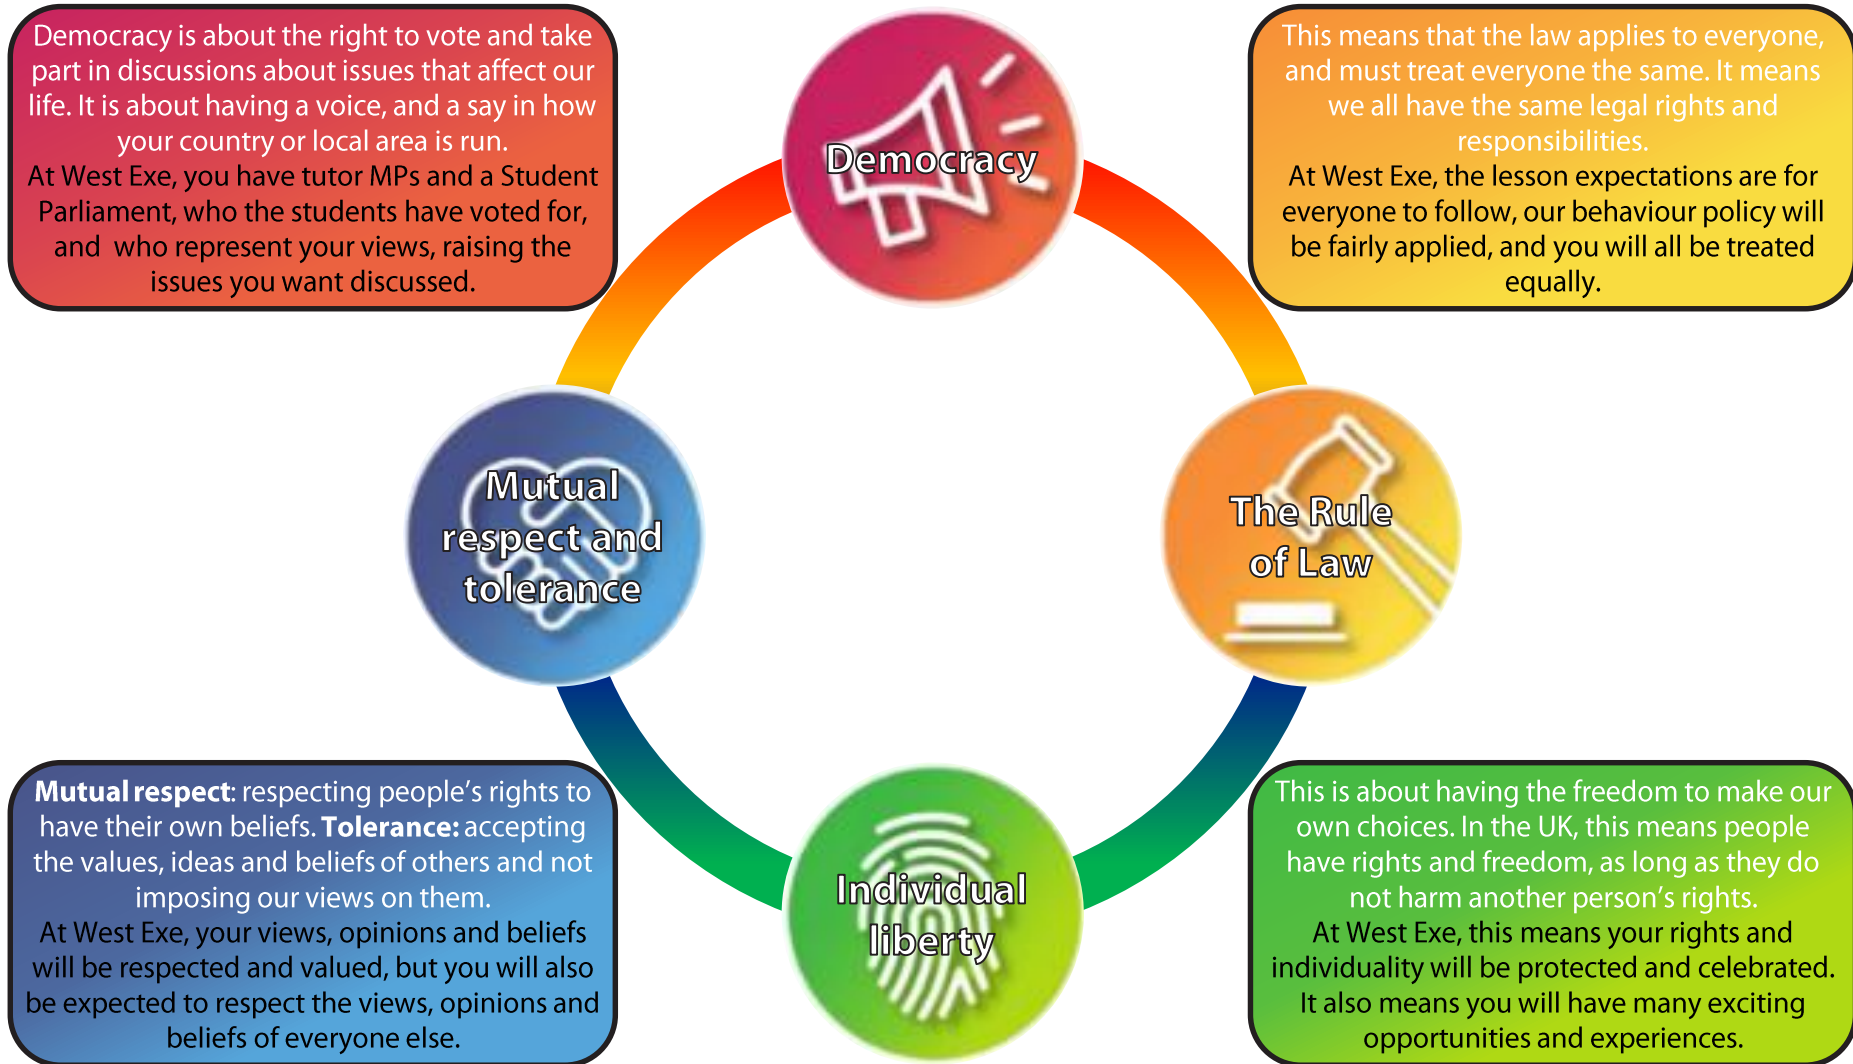 Democracy is about the right to vote and take
part in discussions about issues that affect our
life. It is about having a voice, and a say in how
your country or local area is run.
At West Exe, you have tutor MPs and a Student
Parliament, who the students have voted for,
and  who represent your views, raising the
issues you want discussed.
Democracy
This means that the law applies to everyone,
and must treat everyone the same. It means
we all have the same legal rights and
responsibilities.
At West Exe, the lesson expectations are for
everyone to follow, our behaviour policy will
be fairly applied, and you will all be treated
equally.
Mutual
respect and
tolerance
The Rule
of Law
Mutual respect: respecting people’s rights to
have their own beliefs. Tolerance: accepting
the values, ideas and beliefs of others and not
imposing our views on them.
At West Exe, your views, opinions and beliefs
will be respected and valued, but you will also
be expected to respect the views, opinions and
beliefs of everyone else.
Individual
liberty
This is about having the freedom to make our
own choices. In the UK, this means people
have rights and freedom, as long as they do
not harm another person’s rights.
At West Exe, this means your rights and
individuality will be protected and celebrated.
It also means you will have many exciting
opportunities and experiences.